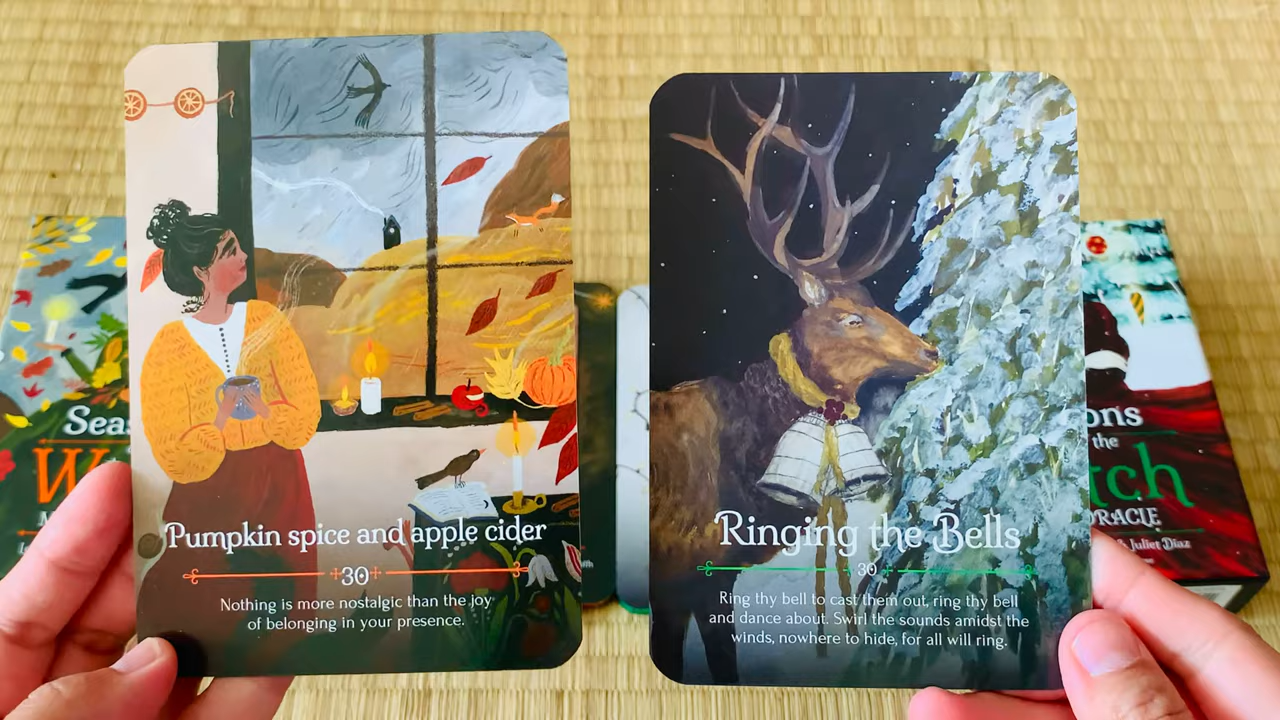 Pumpkin spice and apple cider
30
Nothing is more nostalgic than the joy
of belonging in your presence.
Ringing the Bells
30
Ring thy bell to cast them out, ring thy bell
and dance about. Swirl the sounds amidst the
winds, nowhere to hide, for all will ring.
Seas
W
ons
the
tch
ORACLE
& Juliet Diaz